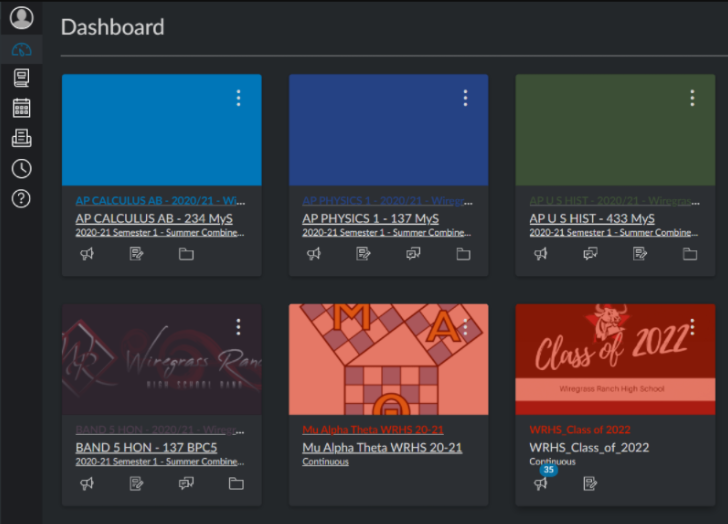 Dashboard
AP CALCULUS AB - 2020/21 - Wi...
AP CALCULUS AB - 234 MyS
2020-21 Semester 1 - Summer Combine...
AP PHYSICS 1 - 2020/21 - Wiregr...
AP PHYSICS 1 - 137 MyS
2020-21 Semester 1 - Summer Combine...
AP U S HIST - 2020/21 - Wiregras...
AP U S HIST - 433 MyS
2020-21 Semester 1 - Summer Combine...
WR
Wiregrass Ran
HIGH SCHOOL BAND
BAND 5 HON - 2020/21 - Wiregr...
BAND 5 HON - 137 BPC5
2020-21 Semester 1 - Summer Combine...
M
A
Θ
Mu Alpha Theta WRHS 20-21
Mu Alpha Theta WRHS 20-21
Continuous
Class of 2022
Wiregrass Ranch High School
WRHS_Class of 2022
WRHS_Class_of_2022
Continuous
35